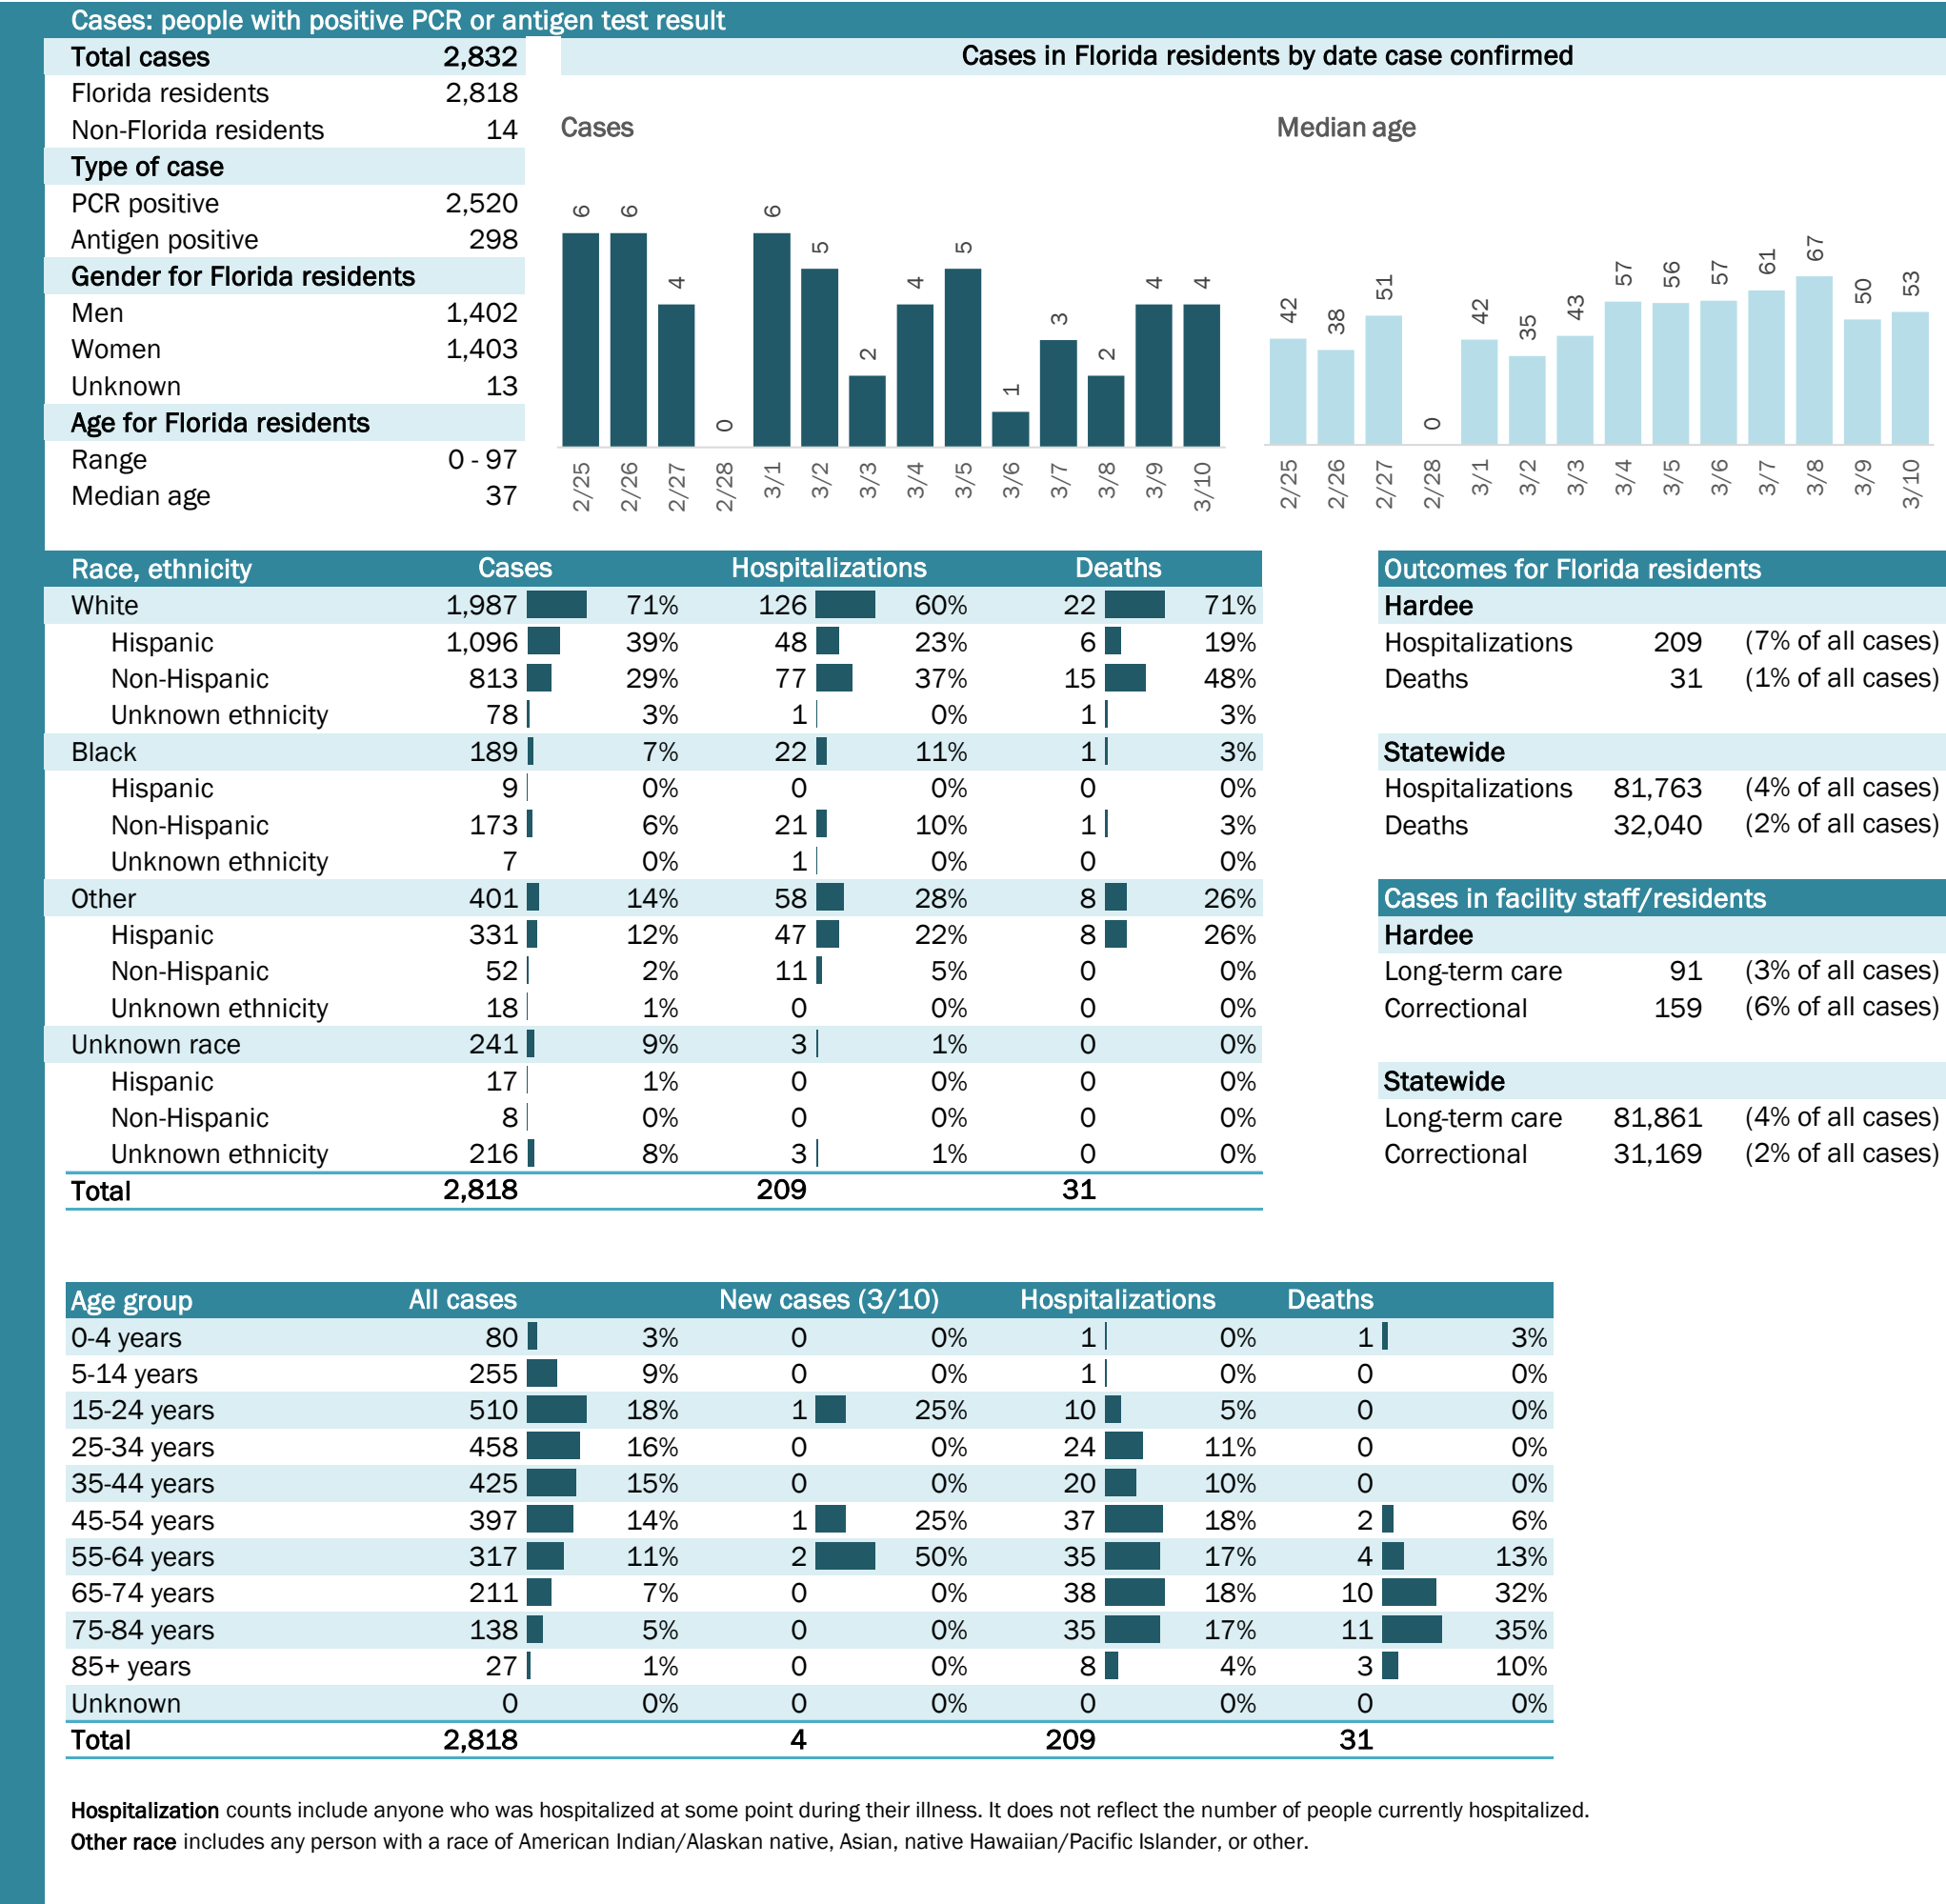 Cases: people with positive PCR or antigen test result
Total cases 2,832
Florida residents 2,818
Non-Florida residents 14
Type of case
PCR positive 2,520
Antigen positive 298
Gender for Florida residents
Men 1,402
Women 1,403
Unknown 13
Age for Florida residents
Range 0 - 97
Median age 37
Cases in Florida residents by date case confirmed
Cases
6 6 4 0 6 5 2 4 5 1 3 2 4 4
2/25 2/26 2/27 2/28 3/1 3/2 3/3 3/4 3/5 3/6 3/7 3/8 3/9 3/10
Median age
42 38 51 0 42 35 43 57 56 57 61 67 50 53
2/25 2/26 2/27 2/28 3/1 3/2 3/3 3/4 3/5 3/6 3/7 3/8 3/9 3/10
Race, ethnicity Cases Hospitalizations Deaths
White 1,987 71% 126 60% 22 71%
Hispanic 1,096 39% 48 23% 6 19%
Non-Hispanic 813 29% 77 37% 15 48%
Unknown ethnicity 78 3% 1 0% 1 3%
Black 189 7% 22 11% 1 3%
Hispanic 9 0% 0 0% 0 0%
Non-Hispanic 173 6% 21 10% 1 3%
Unknown ethnicity 7 0% 1 0% 0 0%
Other 401 14% 58 28% 8 26%
Hispanic 331 12% 47 22% 8 26%
Non-Hispanic 52 2% 11 5% 0 0%
Unknown ethnicity 18 1% 0 0% 0 0%
Unknown race 241 9% 3 1% 0 0%
Hispanic 17 1% 0 0% 0 0%
Non-Hispanic 8 0% 0 0% 0 0%
Unknown ethnicity 216 8% 3 1% 0 0%
Total 2,818 209 31
Outcomes for Florida residents
Hardee
Hospitalizations 209 (7% of all cases)
Deaths 31 (1% of all cases)
Statewide
Hospitalizations 81,763 (4% of all cases)
Deaths 32,040 (2% of all cases)
Cases in facility staff/residents
Hardee
Long-term care 91 (3% of all cases)
Correctional 159 (6% of all cases)
Statewide
Long-term care 81,861 (4% of all cases)
Correctional 31,169 (2% of all cases)
Age group All cases New cases (3/10) Hospitalizations Deaths
0-4 years 80 3% 0 0% 1 0% 1 3%
5-14 years 255 9% 0 0% 1 0% 0 0%
15-24 years 510 18% 1 25% 10 5% 0 0%
25-34 years 458 16% 0 0% 24 11% 0 0%
35-44 years 425 15% 0 0% 20 10% 0 0%
45-54 years 397 14% 1 25% 37 18% 2 6%
55-64 years 317 11% 2 50% 35 17% 4 13%
65-74 years 211 7% 0 0% 38 18% 10 32%
75-84 years 138 5% 0 0% 35 17% 11 35%
85+ years 27 1% 0 0% 8 4% 3 10%
Unknown 0 0% 0 0% 0 0% 0 0%
Total 2,818 4 209 31
Hospitalization counts include anyone who was hospitalized at some point during their illness. It does not reflect the number of people currently hospitalized.
Other race includes any person with a race of American Indian/Alaskan native, Asian, native Hawaiian/Pacific Islander, or other.